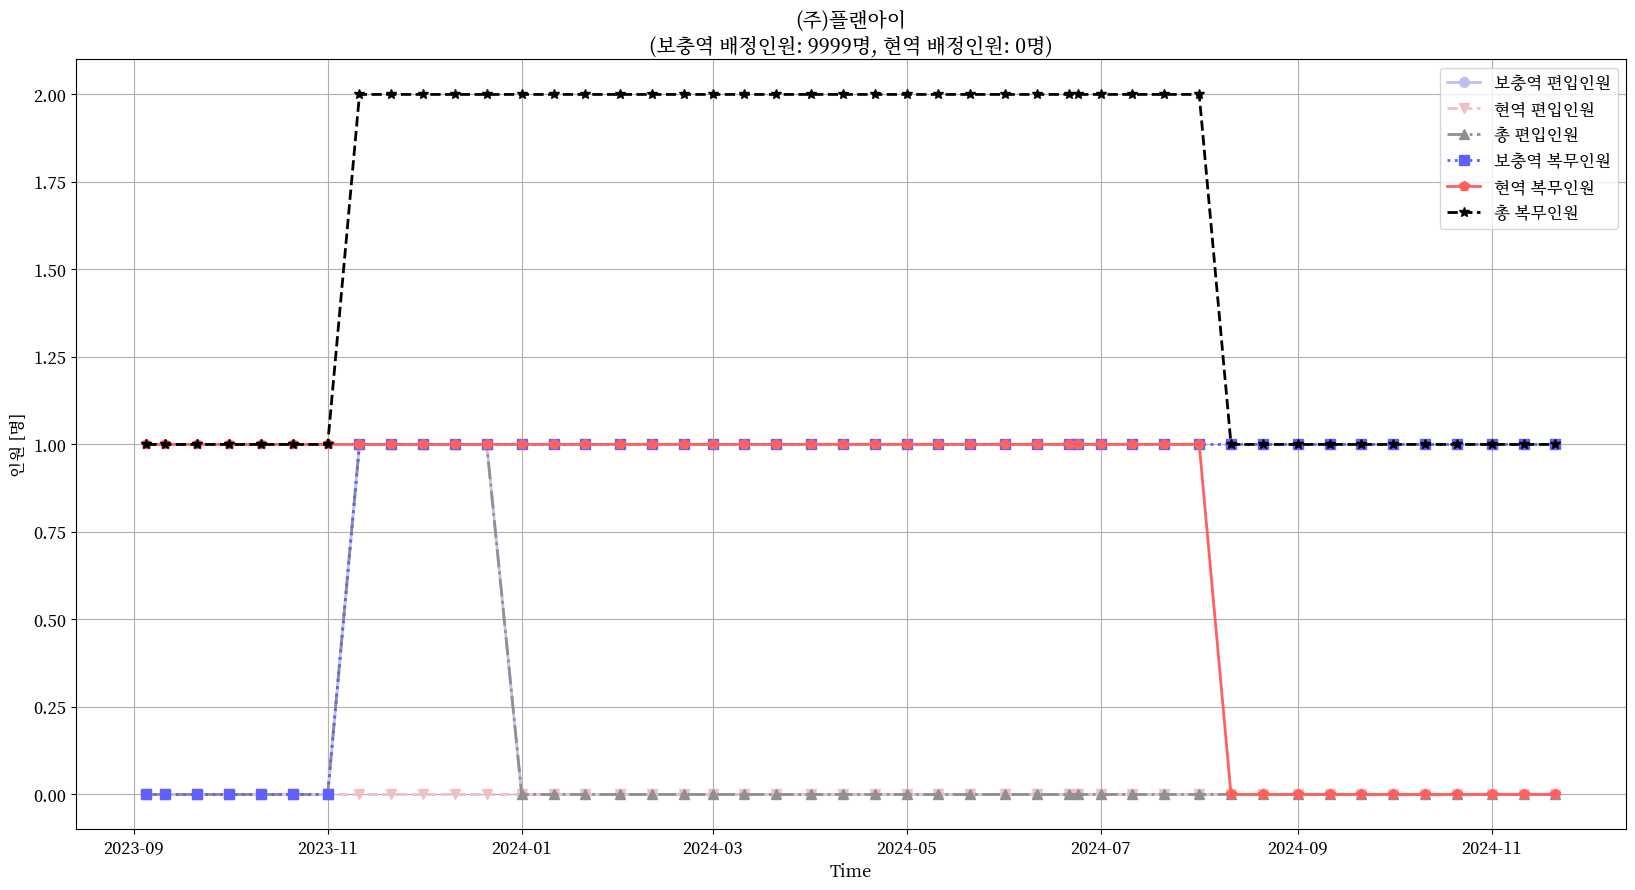 (주)플랜아이
(보충역 배정인원: 9999명, 현역 배정인원: 0명)
2.00
1.75
1.50
1.25
1.00
0.75
0.50
0.25
0.00
인원 [명]
보충역 편입인원
현역 편입인원
총 편입인원
보충역 복무인원
현역 복무인원
총 복무인원
2023-09
2023-11
2024-01
2024-03
2024-05
2024-07
2024-09
2024-11
Time